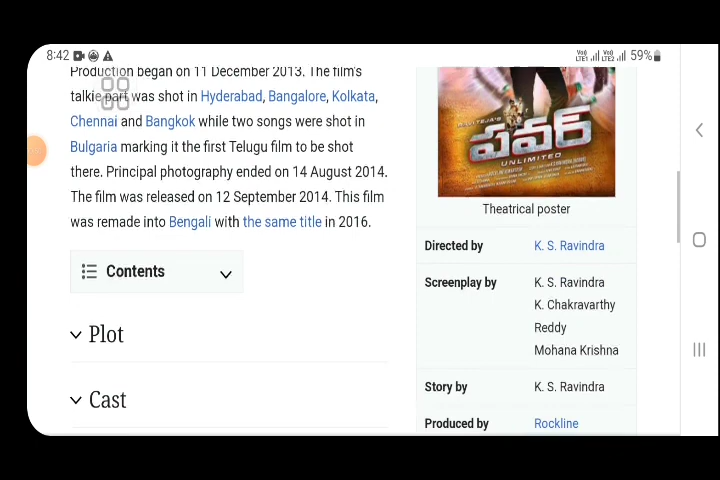 8:42
Vo))
LTE1
Vo))
LTE2
59%
Production began on 11 December 2013. The film's
talkie part was shot in Hyderabad, Bangalore, Kolkata,
Chennai and Bangkok while two songs were shot in
Bulgaria marking it the first Telugu film to be shot
there. Principal photography ended on 14 August 2014.
The film was released on 12 September 2014. This film
was remade into Bengali with the same title in 2016.
Contents
Plot
Cast
పవర్
UNLIMITED
Theatrical poster
Directed by K. S. Ravindra
Screenplay by K. S. Ravindra
K. Chakravarthy
Reddy
Mohana Krishna
Story by K. S. Ravindra
Produced by Rockline